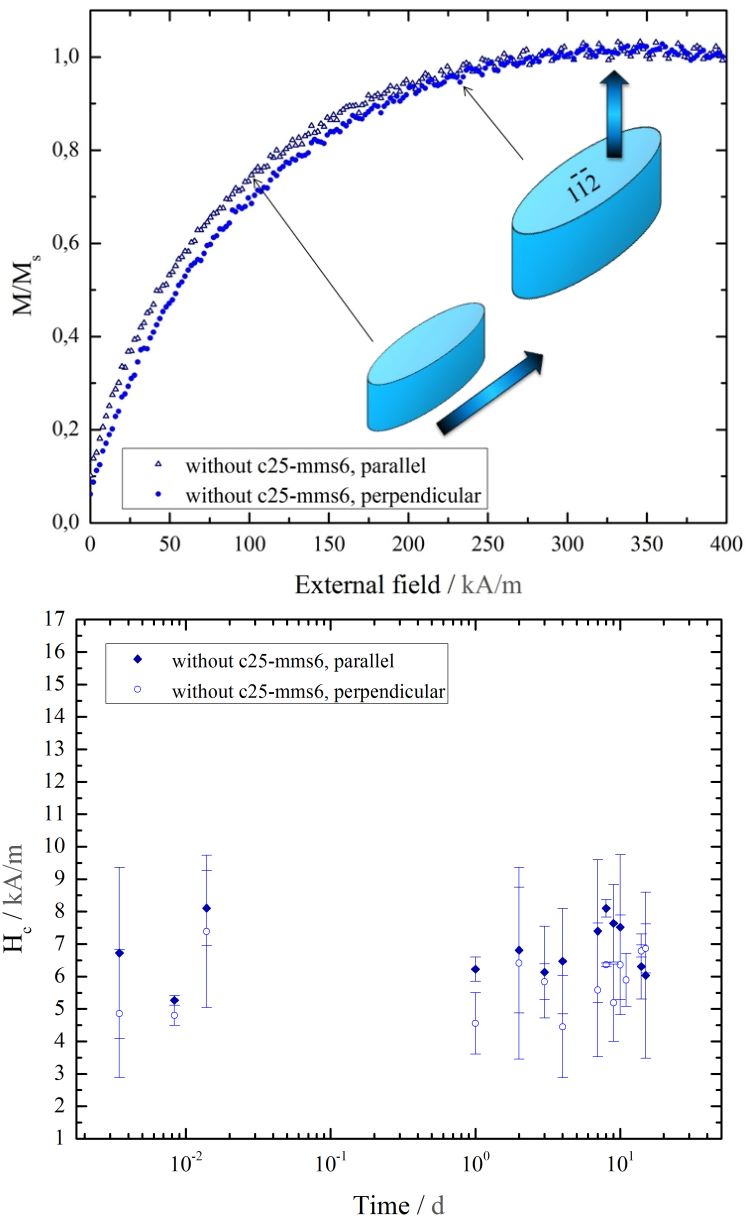 1,0
0,8
0,6
0,4
0,2
0,0
M/Mₛ
1̄1̄2
without c25-mms6, parallel
without c25-mms6, perpendicular
0 50 100 150 200 250 300 350 400
External field / kA/m
17
16
15
14
13
12
11
10
9
8
7
6
5
4
3
2
1
H_c / kA/m
without c25-mms6, parallel
without c25-mms6, perpendicular
10⁻² 10⁻¹ 10⁰ 10¹
Time / d